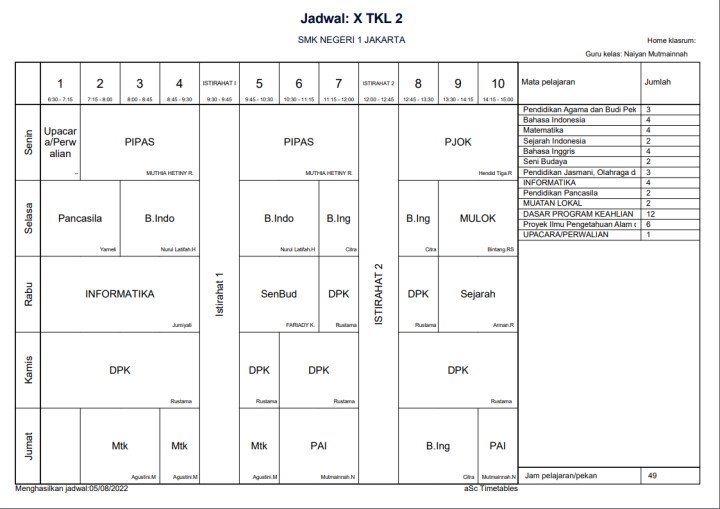 Jadwal: X TKL 2
SMK NEGERI 1 JAKARTA
Home klasrum:
Guru kelas: Naiyan Mutmainnah
1 2 3 4 ISTIRAHAT I 5 6 7 ISTIRAHAT 2 8 9 10 Mata pelajaran Jumlah
6:30 - 7:15 7:15 - 8:00 8:00 - 8:45 8:45 - 9:30 9:30 - 9:45 9:45 - 10:30 10:30 - 11:15 11:15 - 12:00 12:00 - 12:45 12:45 - 13:30 13:30 - 14:15 14:15 - 15:00
Senin
Upacar
a/Perw
alian
--
PIPAS
MUTHIA HETINY R.
PIPAS
MUTHIA HETINY R.
PJOK
Hendid Tiga.R
Selasa
Pancasila
Yameli
B.Indo
Nurul Latifah.H
B.Indo
Nurul Latifah.H
B.Ing
Citra
B.Ing
Citra
MULOK
Bintang.RS
Rabu
INFORMATIKA
Jumiyati
Istirahat 1
SenBud
FARIADY K.
DPK
Rustama
ISTIRAHAT 2
DPK
Rustama
Sejarah
Arman.R
Kamis
DPK
Rustama
DPK
Rustama
DPK
Rustama
DPK
Rustama
Jumat
Mtk
Agustini.M
Mtk
Agustini.M
Mtk
Agustini.M
PAI
Mutmainnah.N
B.Ing
Citra
PAI
Mutmainnah.N
Pendidikan Agama dan Budi Pek 3
Bahasa Indonesia 4
Matematika 4
Sejarah Indonesia 2
Bahasa Inggris 4
Seni Budaya 2
Pendidikan Jasmani, Olahraga d 3
INFORMATIKA 4
Pendidikan Pancasila 2
MUATAN LOKAL 2
DASAR PROGRAM KEAHLIAN 12
Proyek Ilmu Pengetahuan Alam d 6
UPACARA/PERWALIAN 1
Jam pelajaran/pekan 49
Menghasilkan jadwal:05/08/2022
aSc Timetables